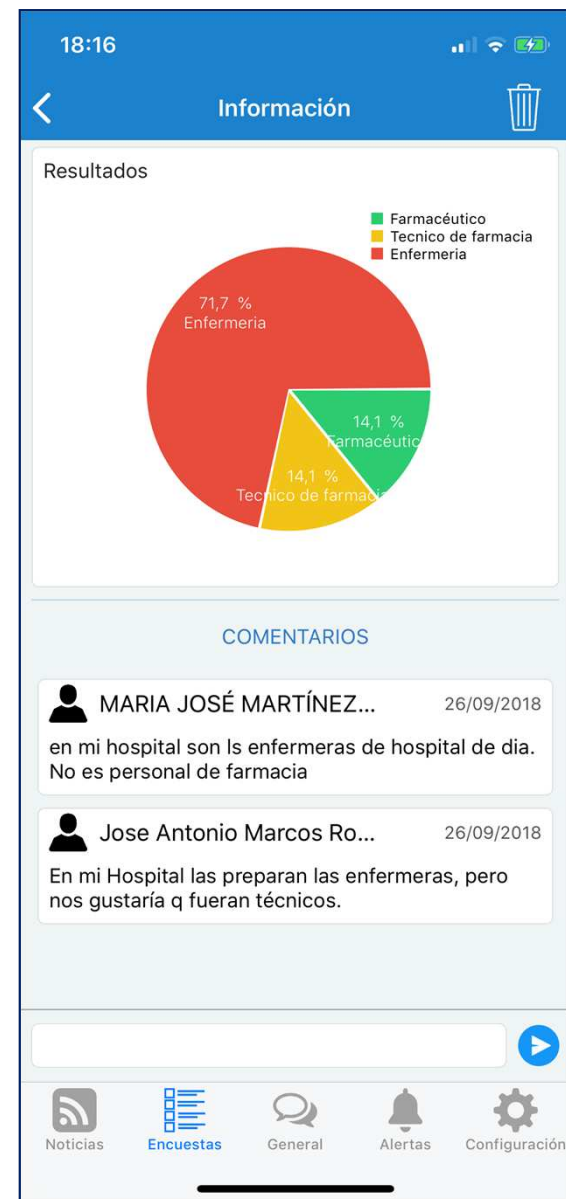 18:16
Información
Resultados
Farmacéutico
Tecnico de farmacia
Enfermeria
71,7 %
Enfermeria
14,1 %
Farmacéutic
14,1 %
Tecnico de farmacia
COMENTARIOS
MARIA JOSÉ MARTÍNEZ... 26/09/2018
en mi hospital son ls enfermeras de hospital de dia.
No es personal de farmacia
Jose Antonio Marcos Ro... 26/09/2018
En mi Hospital las preparan las enfermeras, pero
nos gustaría q fueran técnicos.
Noticias Encuestas General Alertas Configuración